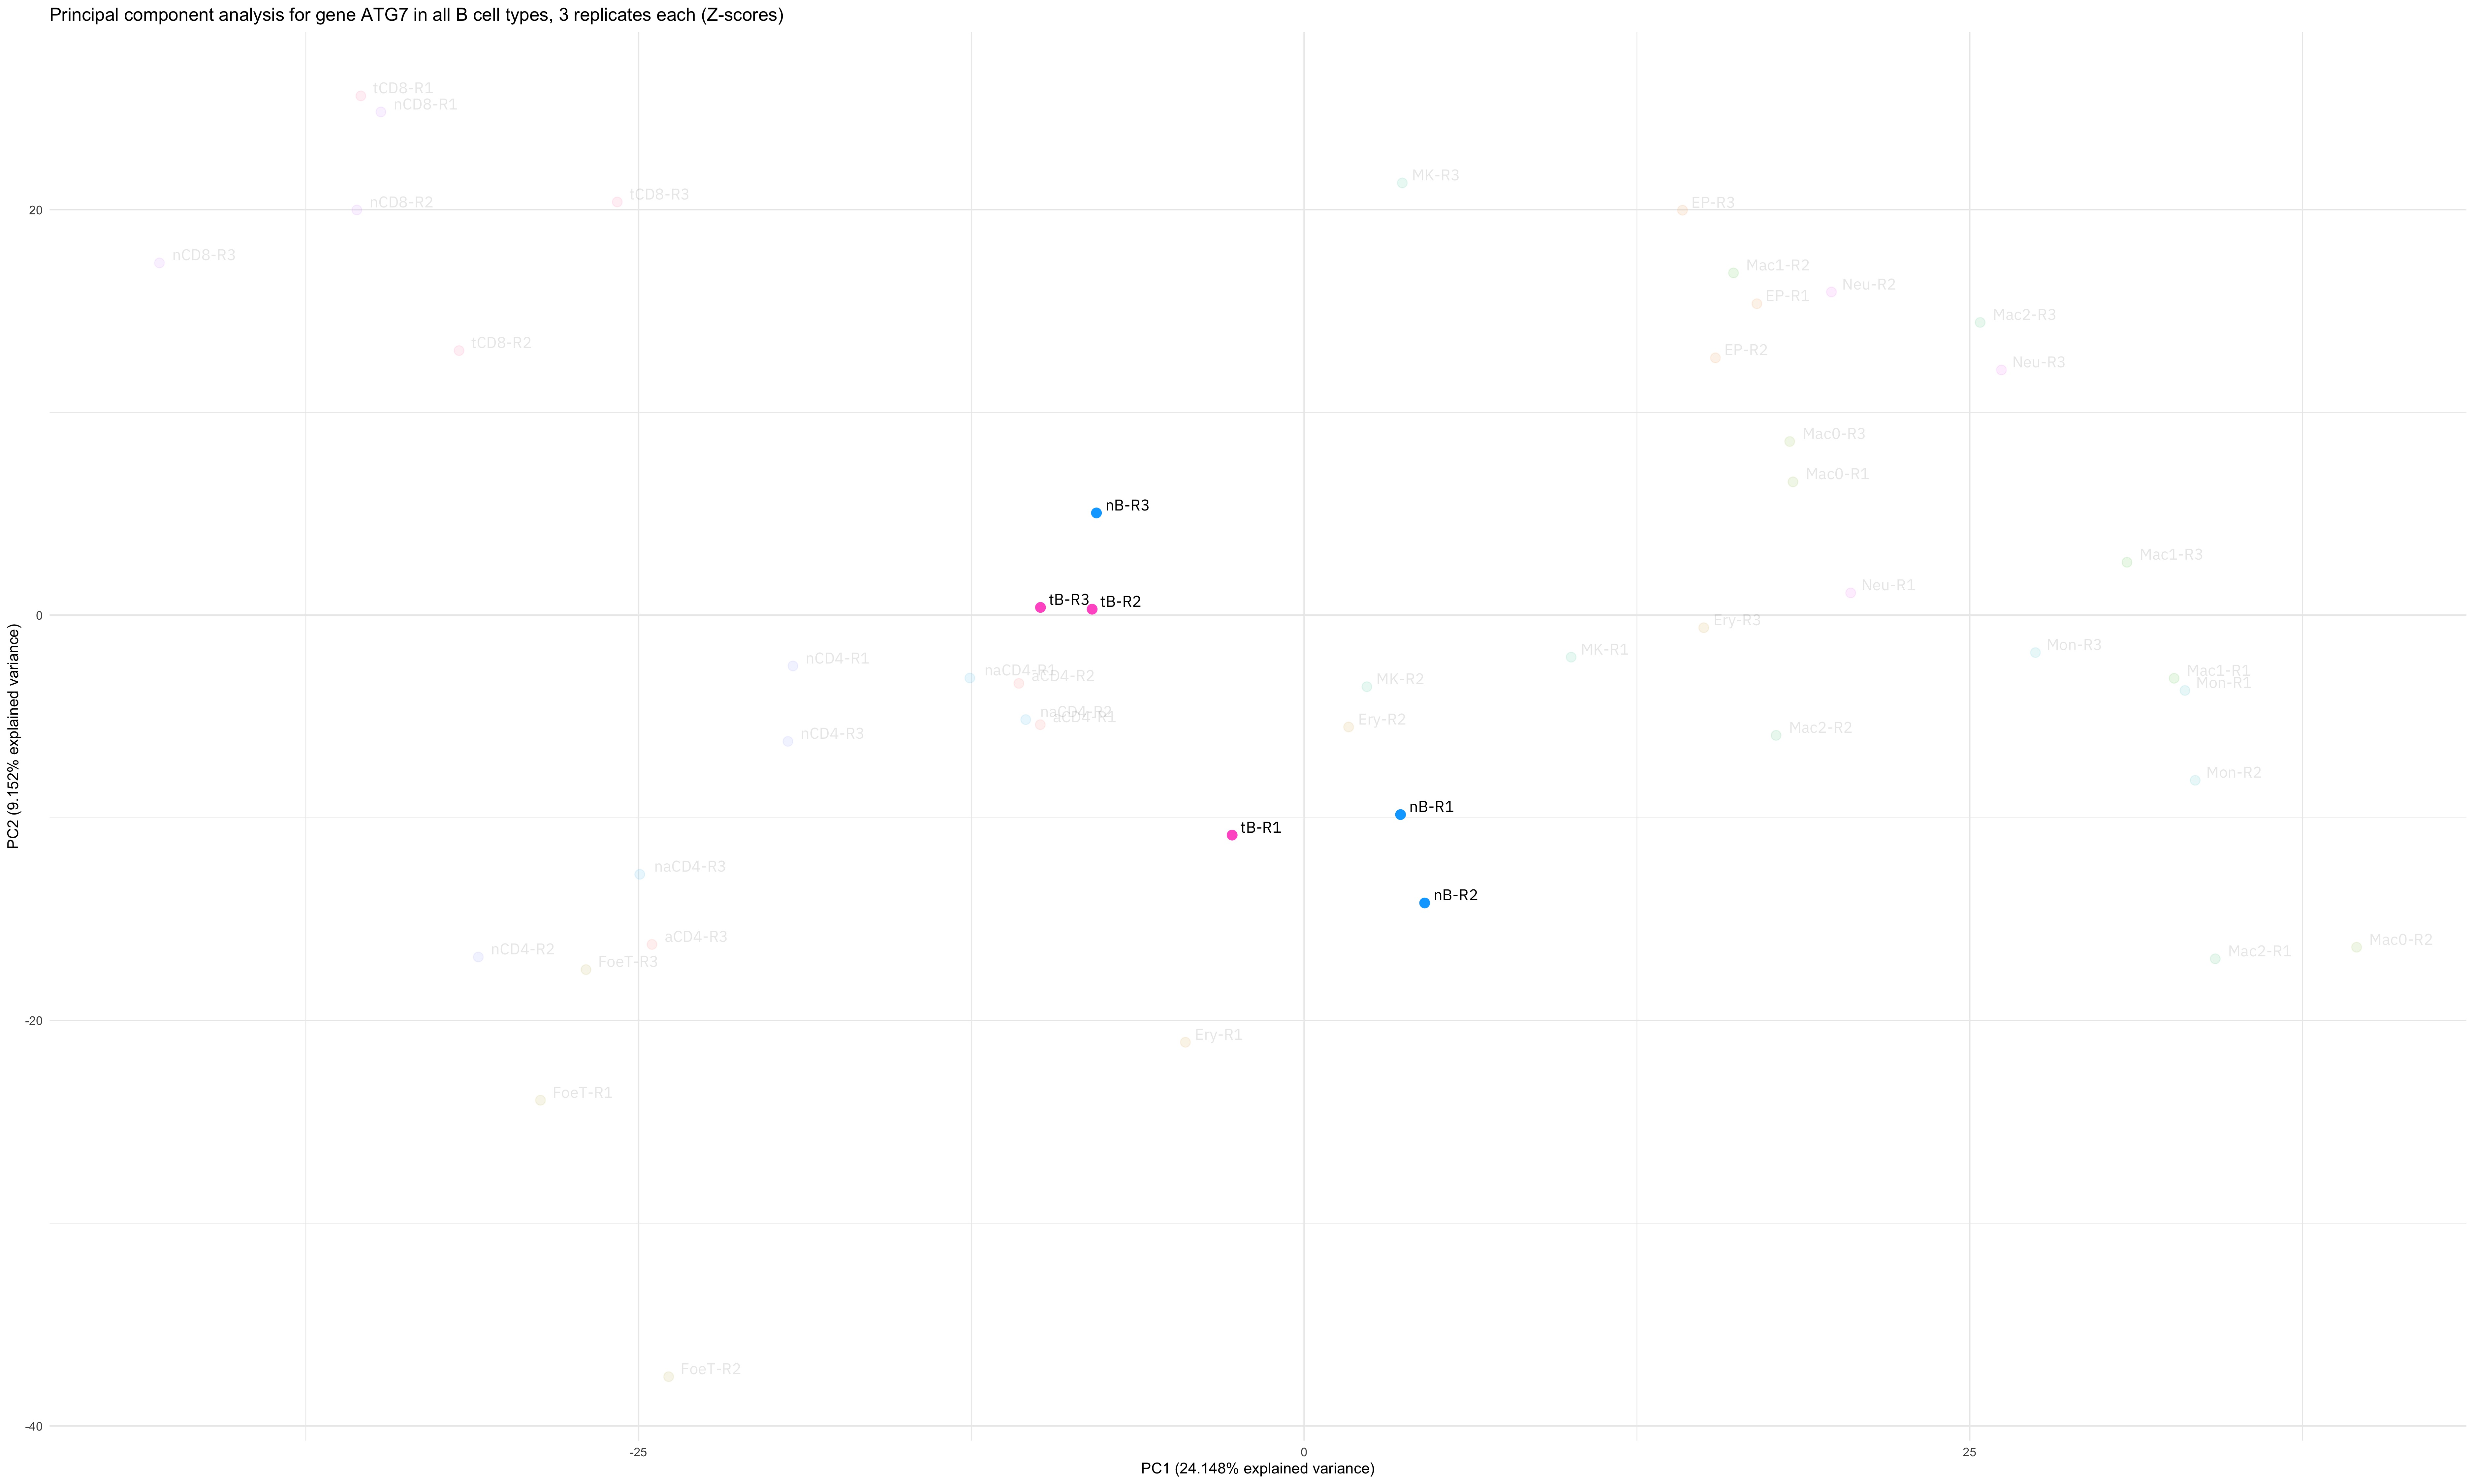 Principal component analysis for gene ATG7 in all B cell types, 3 replicates each (Z-scores)
tCD8-R1
nCD8-R1
MK-R3
tCD8-R3
nCD8-R2
EP-R3
20
nCD8-R3
Mac1-R2
Neu-R2
EP-R1
Mac2-R3
tCD8-R2
EP-R2
Neu-R3
Mac0-R3
Mac0-R1
nB-R3
Mac1-R3
Neu-R1
tB-R3
tB-R2
0
Ery-R3
Mon-R3
MK-R1
nCD4-R1
naCD4-R1
Mac1-R1
aCD4-R2
MK-R2
Mon-R1
naCD4-R2
aCD4-R1
Ery-R2
Mac2-R2
nCD4-R3
Mon-R2
nB-R1
tB-R1
naCD4-R3
nB-R2
aCD4-R3
Mac0-R2
nCD4-R2
Mac2-R1
FoeT-R3
-20
Ery-R1
FoeT-R1
FoeT-R2
-40
-25
0
25
PC1 (24.148% explained variance)
PC2 (9.152% explained variance)